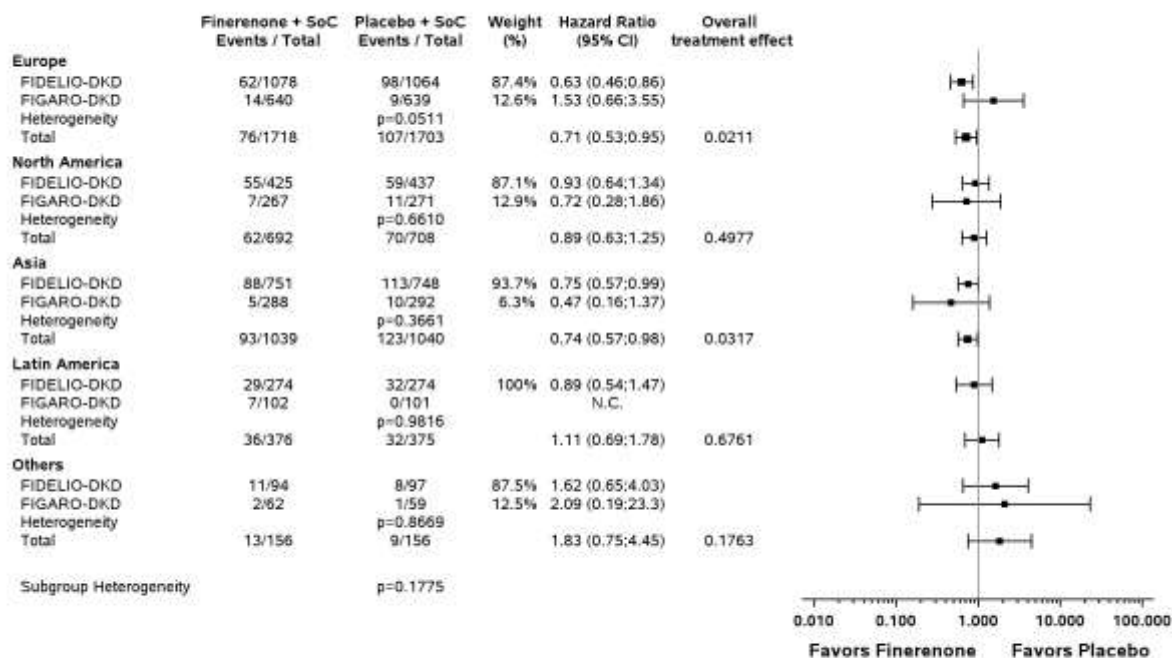 Finerenone + SoC Placebo + SoC Weight Hazard Ratio Overall
Events / Total Events / Total (%) (95% CI) treatment effect
Europe
FIDELIO-DKD 62/1078 98/1064 87.4% 0.63 (0.46;0.86)
FIGARO-DKD 14/640 9/639 12.6% 1.53 (0.66;3.55)
Heterogeneity p=0.0511
Total 76/1718 107/1703 0.71 (0.53;0.95) 0.0211
North America
FIDELIO-DKD 55/425 59/437 87.1% 0.93 (0.64;1.34)
FIGARO-DKD 7/267 11/271 12.9% 0.72 (0.28;1.86)
Heterogeneity p=0.6610
Total 62/692 70/708 0.89 (0.63;1.25) 0.4977
Asia
FIDELIO-DKD 88/751 113/748 93.7% 0.75 (0.57;0.99)
FIGARO-DKD 5/288 10/292 6.3% 0.47 (0.16;1.37)
Heterogeneity p=0.3661
Total 93/1039 123/1040 0.74 (0.57;0.98) 0.0317
Latin America
FIDELIO-DKD 29/274 32/274 100% 0.89 (0.54;1.47)
FIGARO-DKD 7/102 0/101 N.C.
Heterogeneity p=0.9816
Total 36/376 32/375 1.11 (0.69;1.78) 0.6761
Others
FIDELIO-DKD 11/94 8/97 87.5% 1.62 (0.65;4.03)
FIGARO-DKD 2/62 1/59 12.5% 2.09 (0.19;23.3)
Heterogeneity p=0.8669
Total 13/156 9/156 1.83 (0.75;4.45) 0.1763
Subgroup Heterogeneity p=0.1775
0.010 0.100 1.000 10.000 100.000
Favors Finerenone Favors Placebo